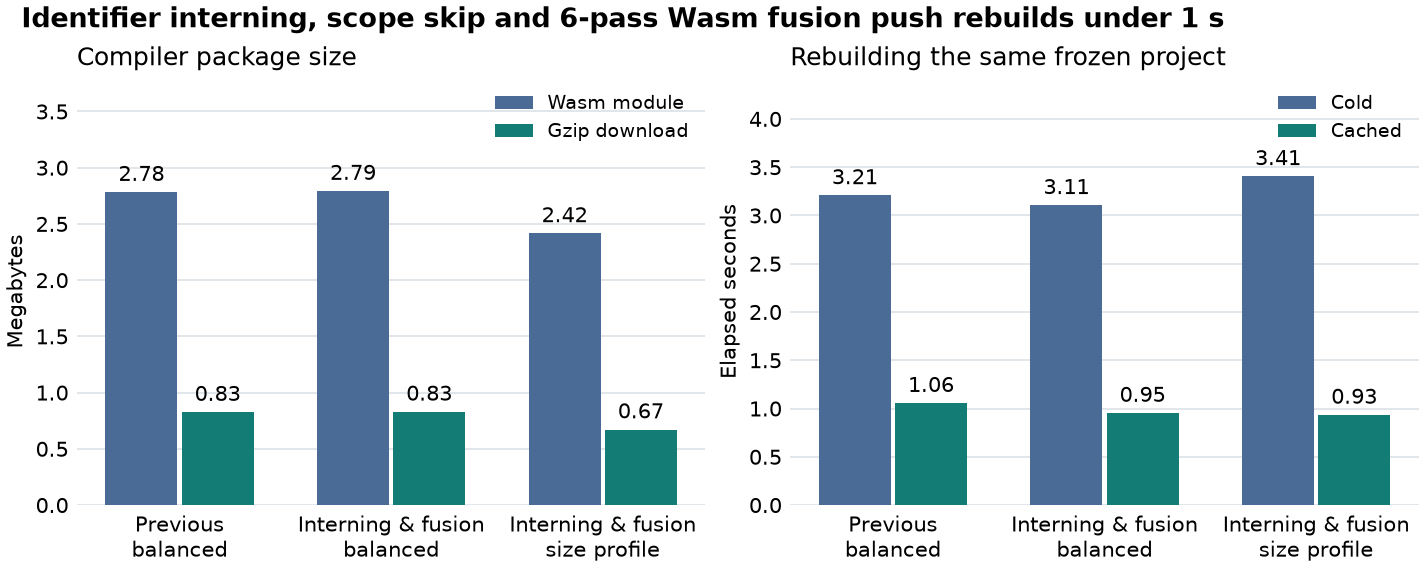 Identifier interning, scope skip and 6-pass Wasm fusion push rebuilds under 1 s
Compiler package size
Megabytes
3.5
3.0
2.5
2.0
1.5
1.0
0.5
0.0
Wasm module
Gzip download
2.78
0.83
2.79
0.83
2.42
0.67
Previous
balanced
Interning & fusion
balanced
Interning & fusion
size profile
Rebuilding the same frozen project
Elapsed seconds
4.0
3.5
3.0
2.5
2.0
1.5
1.0
0.5
0.0
Cold
Cached
3.21
1.06
3.11
0.95
3.41
0.93
Previous
balanced
Interning & fusion
balanced
Interning & fusion
size profile